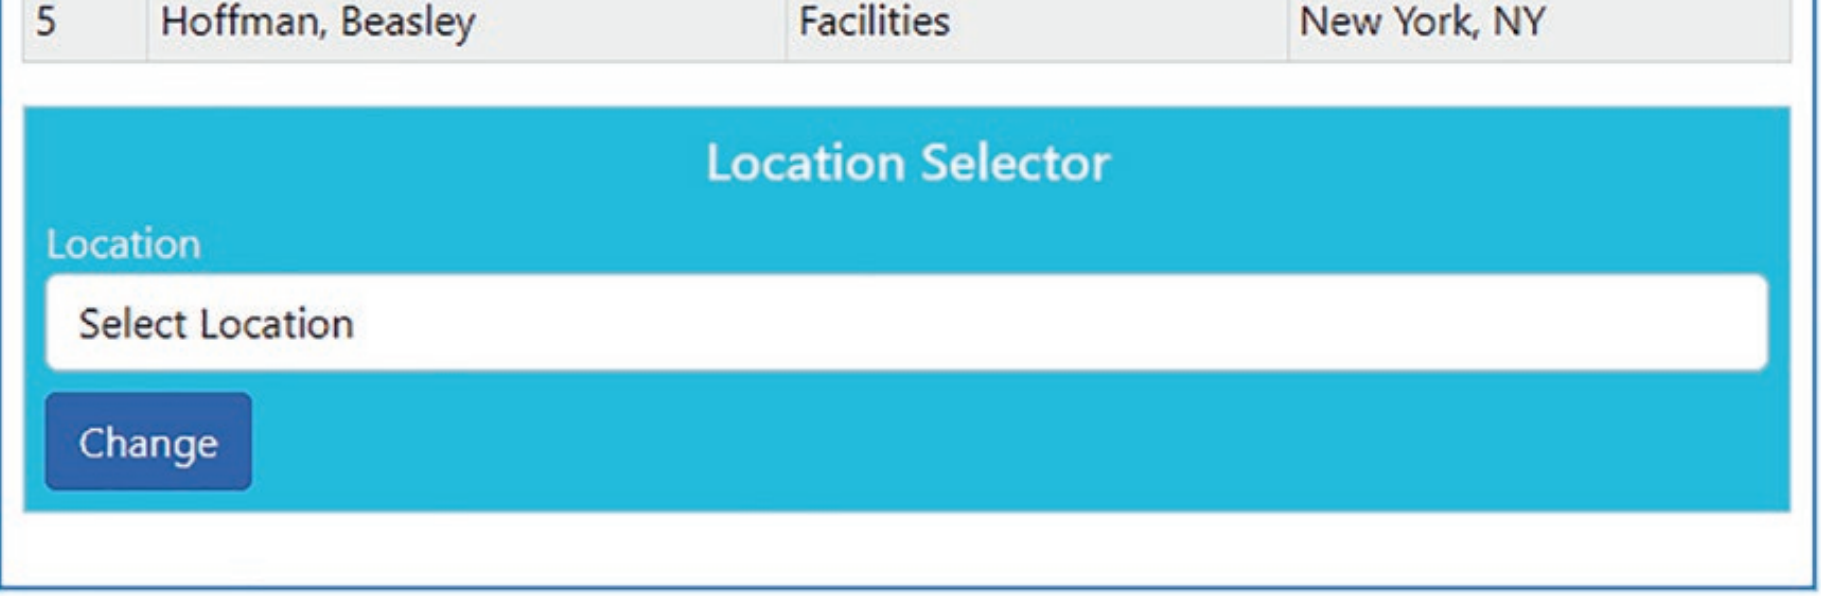 5 Hoffman, Beasley Facilities New York, NY
Location Selector
Location
Select Location
Change